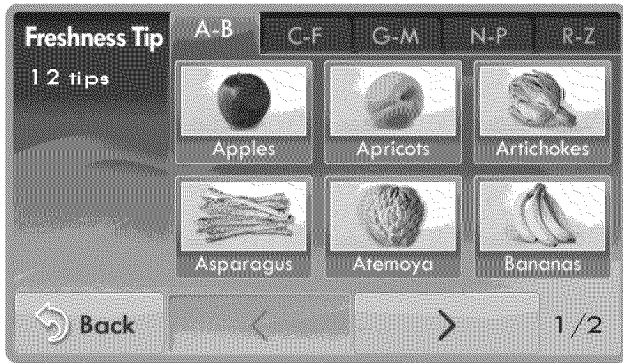 Freshness Tip
12 tips
A-B
C-F
G-M
N-P
R-Z
Apples
Apricots
Artichokes
Asparagus
Atemoya
Bananas
Back
1/2